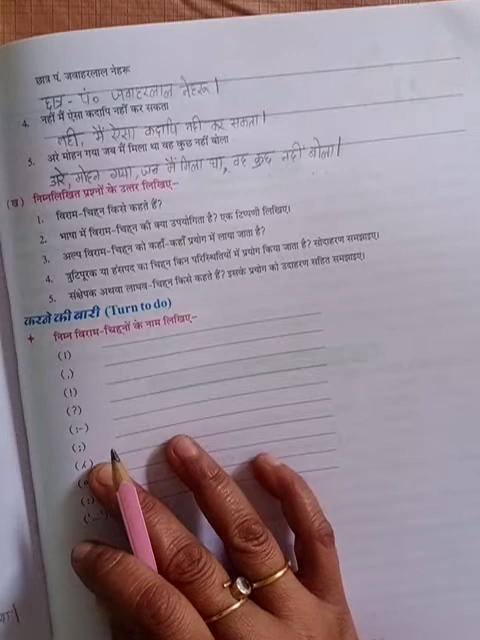 छात्र पं. जवाहरलाल नेहरू
छात्र - पं० जवाहरलाल नेहरू।
4. नहीं मैं ऐसा कदापि नहीं कर सकता
नहीं, मैं ऐसा कदापि नहीं कर सकता।
5. अरे मोहन गया जब मैं मिला था वह कुछ नहीं बोला
अरे, मोहन गया, जब मैं मिला था, वह कुछ नहीं बोला।
(ख) निम्नलिखित प्रश्नों के उत्तर लिखिए–
1. विराम-चिह्न किसे कहते हैं?
2. भाषा में विराम-चिह्न की क्या उपयोगिता है? एक टिप्पणी लिखिए।
3. अल्प विराम-चिह्न को कहाँ-कहाँ प्रयोग में लाया जाता है?
4. त्रुटिपूरक या हंसपद का चिह्न किन परिस्थितियों में प्रयोग किया जाता है? सोदाहरण समझाइए।
5. संक्षेपक अथवा लाघव-चिह्न किसे कहते हैं? इसके प्रयोग को उदाहरण सहित समझाइए।
करने की बारी (Turn to do)
+ निम्न विराम-चिह्नों के नाम लिखिए–
(।)
(,)
(!)
(?)
(:-)
(;)
(:)